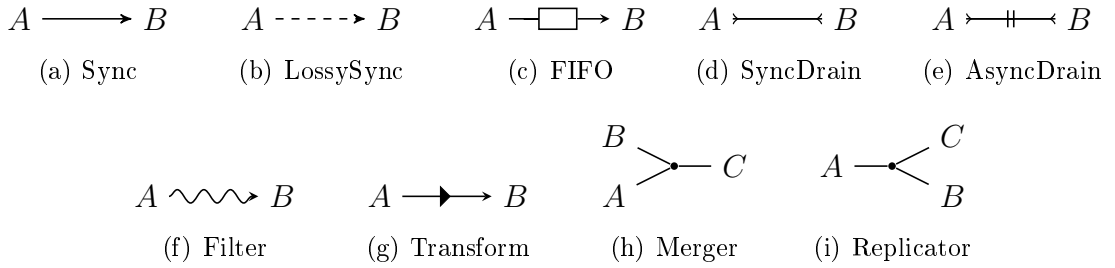 A B A B A B A B A B
(a) Sync (b) LossySync (c) FIFO (d) SyncDrain (e) AsyncDrain
B C
A B A B C A
A B
(f) Filter (g) Transform (h) Merger (i) Replicator